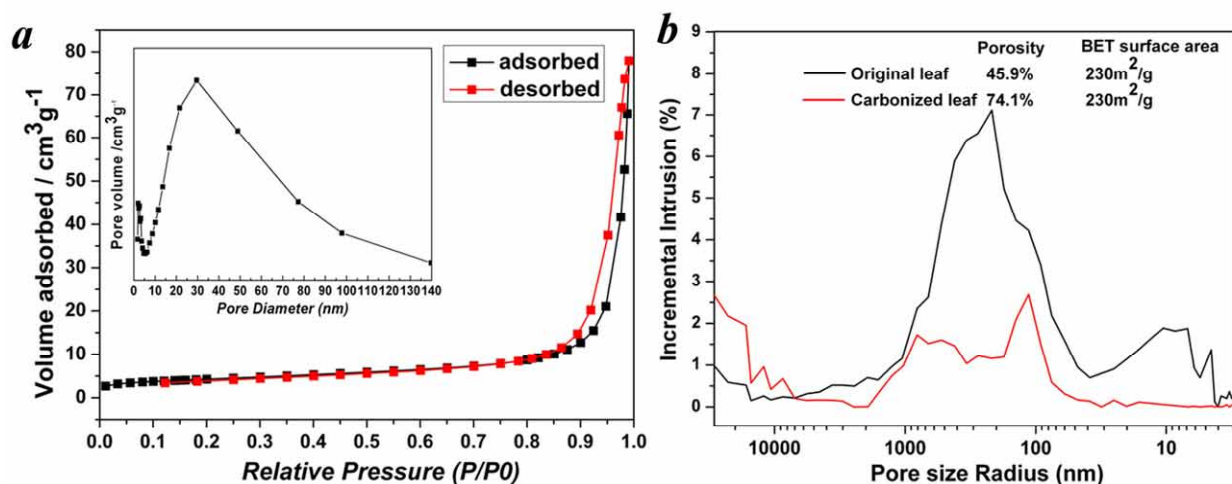 a
Volume adsorbed / cm³g⁻¹
80
70
60
50
40
30
20
10
0
0.0 0.1 0.2 0.3 0.4 0.5 0.6 0.7 0.8 0.9 1.0
Relative Pressure (P/P0)
adsorbed
desorbed
Pore volume /cm³g⁻¹
0 10 20 30 40 50 60 70 80 90 100 110 120 130 140
Pore Diameter (nm)
b
Incremental Intrusion (%)
9
8
7
6
5
4
3
2
1
0
10000 1000 100 10
Pore size Radius (nm)
Porosity BET surface area
Original leaf 45.9% 230m²/g
Carbonized leaf 74.1% 230m²/g